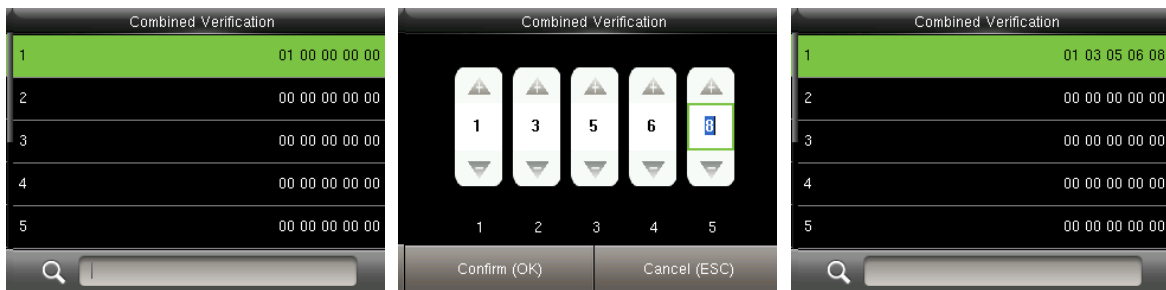 Combined Verification
1 01 00 00 00 00
2 00 00 00 00 00
3 00 00 00 00 00
4 00 00 00 00 00
5 00 00 00 00 00
Combined Verification
1 3 5 6 8
1 2 3 4 5
Confirm (OK) Cancel (ESC)
Combined Verification
1 01 03 05 06 08
2 00 00 00 00 00
3 00 00 00 00 00
4 00 00 00 00 00
5 00 00 00 00 00